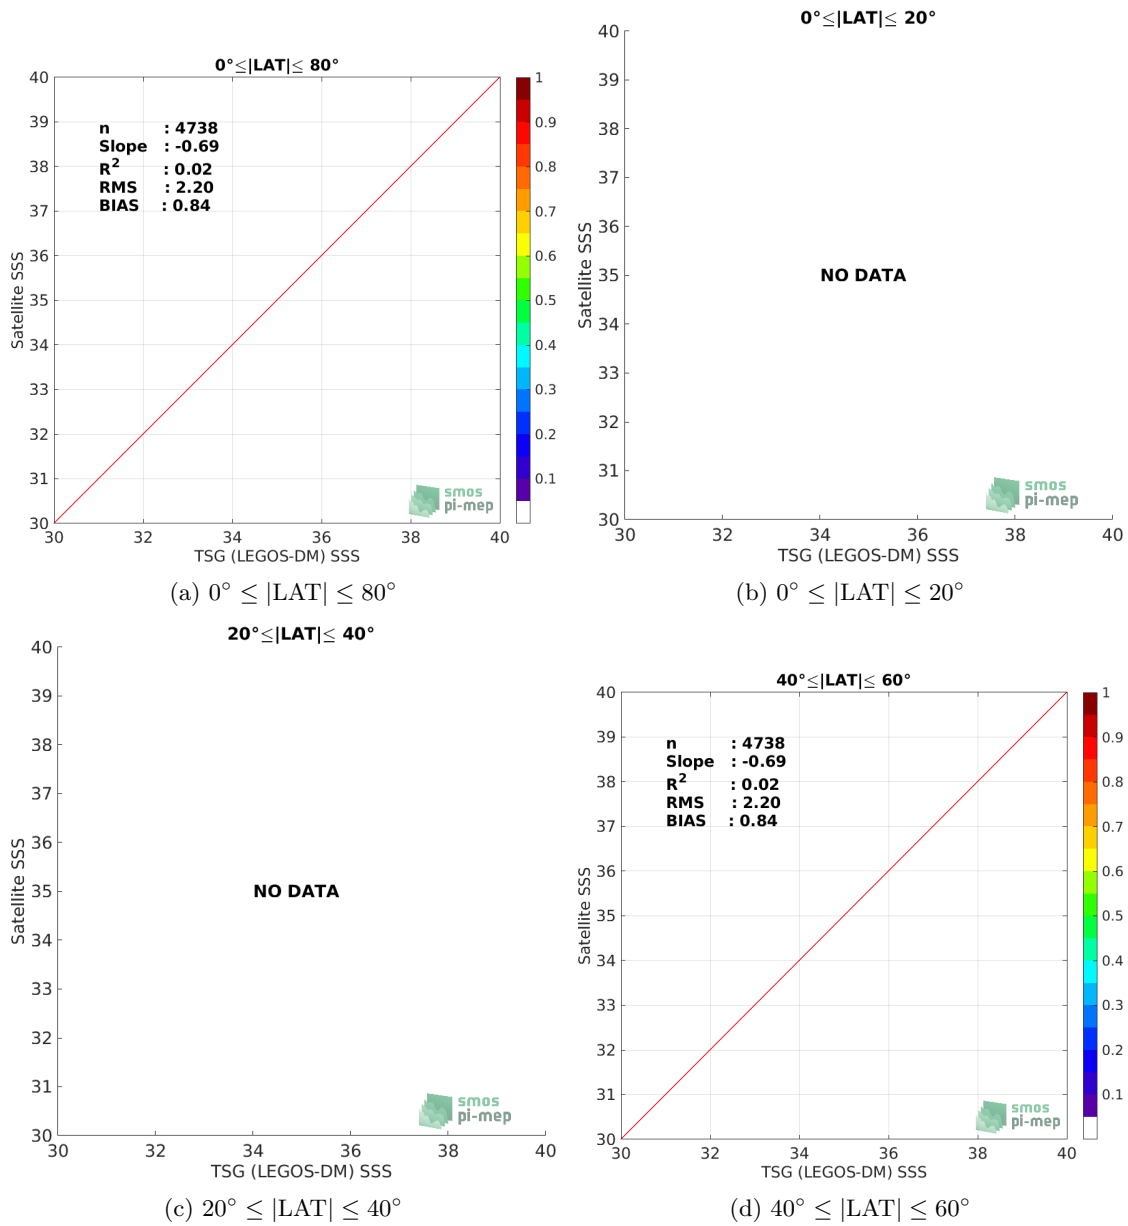 0°≤|LAT|≤ 80°
40
39
38
37
36
35
34
33
32
31
30
n : 4738
Slope : -0.69
R² : 0.02
RMS : 2.20
BIAS : 0.84
Satellite SSS
smos
pi-mep
30 32 34 36 38 40
TSG (LEGOS-DM) SSS
1
0.9
0.8
0.7
0.6
0.5
0.4
0.3
0.2
0.1
(a) 0° ≤ |LAT| ≤ 80°
0°≤|LAT|≤ 20°
40
39
38
37
36
35
34
33
32
31
30
Satellite SSS
NO DATA
smos
pi-mep
30 32 34 36 38 40
TSG (LEGOS-DM) SSS
(b) 0° ≤ |LAT| ≤ 20°
20°≤|LAT|≤ 40°
40
39
38
37
36
35
34
33
32
31
30
Satellite SSS
NO DATA
smos
pi-mep
30 32 34 36 38 40
TSG (LEGOS-DM) SSS
(c) 20° ≤ |LAT| ≤ 40°
40°≤|LAT|≤ 60°
40
39
38
37
36
35
34
33
32
31
30
n : 4738
Slope : -0.69
R² : 0.02
RMS : 2.20
BIAS : 0.84
Satellite SSS
smos
pi-mep
30 32 34 36 38 40
TSG (LEGOS-DM) SSS
1
0.9
0.8
0.7
0.6
0.5
0.4
0.3
0.2
0.1
(d) 40° ≤ |LAT| ≤ 60°